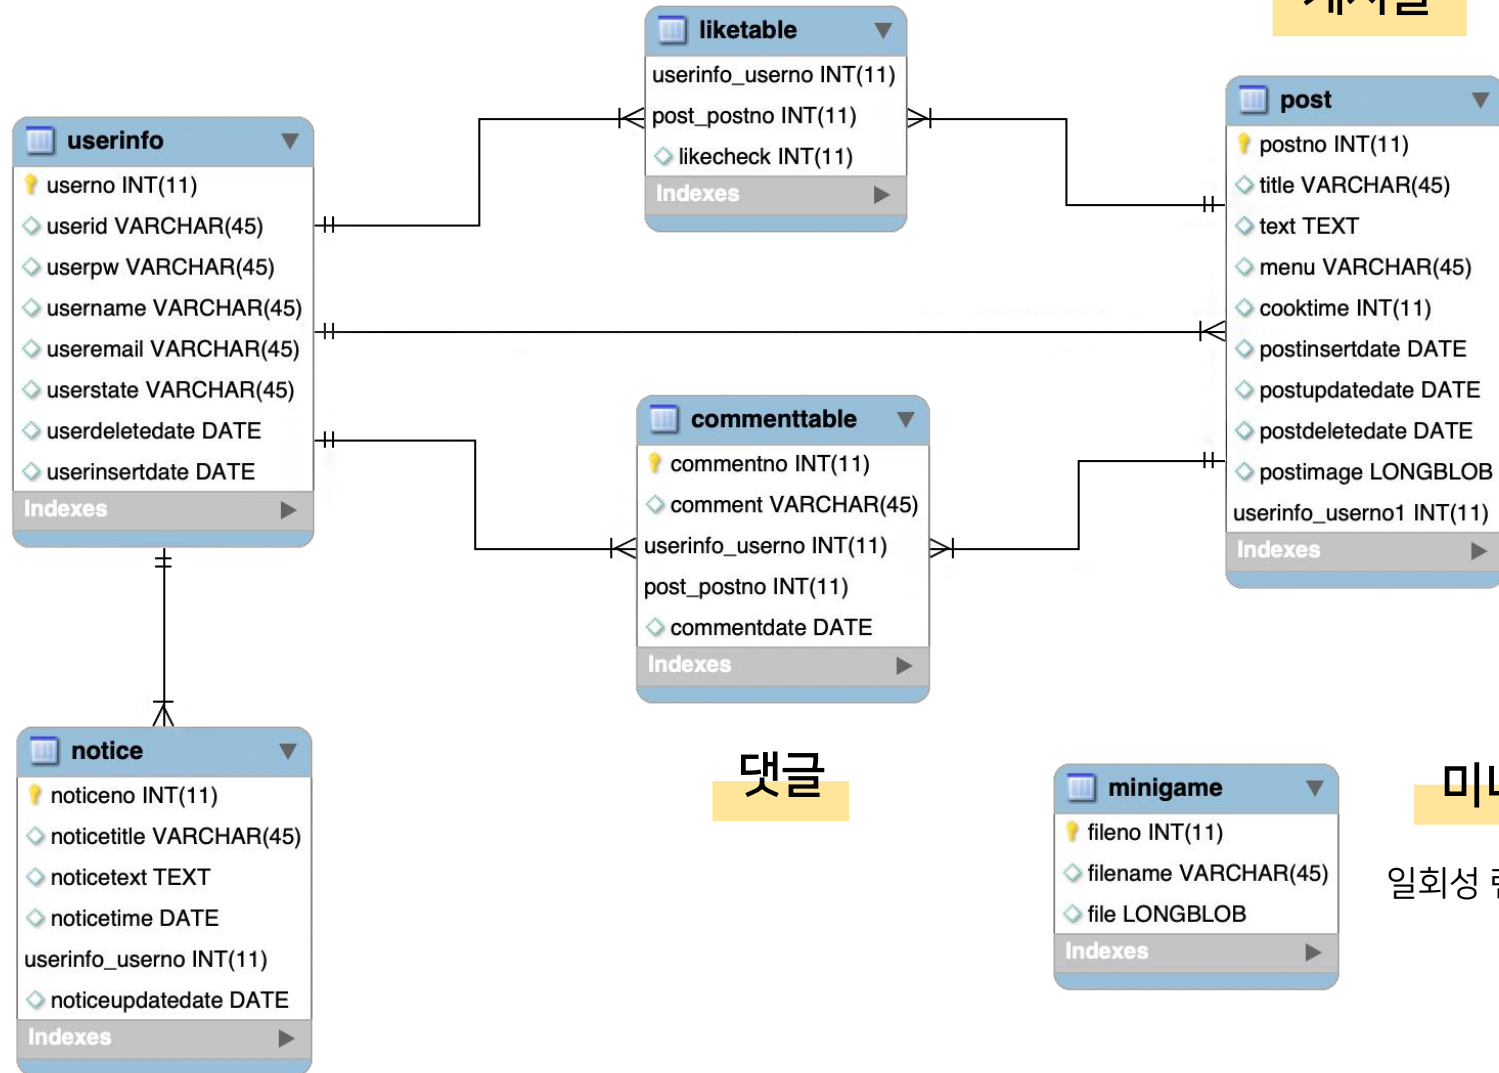 liketable
userinfo_userno INT(11)
post_postno INT(11)
likecheck INT(11)
Indexes
userinfo
userno INT(11)
userid VARCHAR(45)
userpw VARCHAR(45)
username VARCHAR(45)
useremail VARCHAR(45)
userstate VARCHAR(45)
userdeletedate DATE
userinsertdate DATE
Indexes
post
postno INT(11)
title VARCHAR(45)
text TEXT
menu VARCHAR(45)
cooktime INT(11)
postinsertdate DATE
postupdatedate DATE
postdeletedate DATE
postimage LONGBLOB
userinfo_userno1 INT(11)
Indexes
commenttable
commentno INT(11)
comment VARCHAR(45)
userinfo_userno INT(11)
post_postno INT(11)
commentdate DATE
Indexes
notice
noticeno INT(11)
noticetitle VARCHAR(45)
noticetext TEXT
noticetime DATE
userinfo_userno INT(11)
noticeupdatedate DATE
Indexes
댓글
minigame
fileno INT(11)
filename VARCHAR(45)
file LONGBLOB
Indexes
일회성